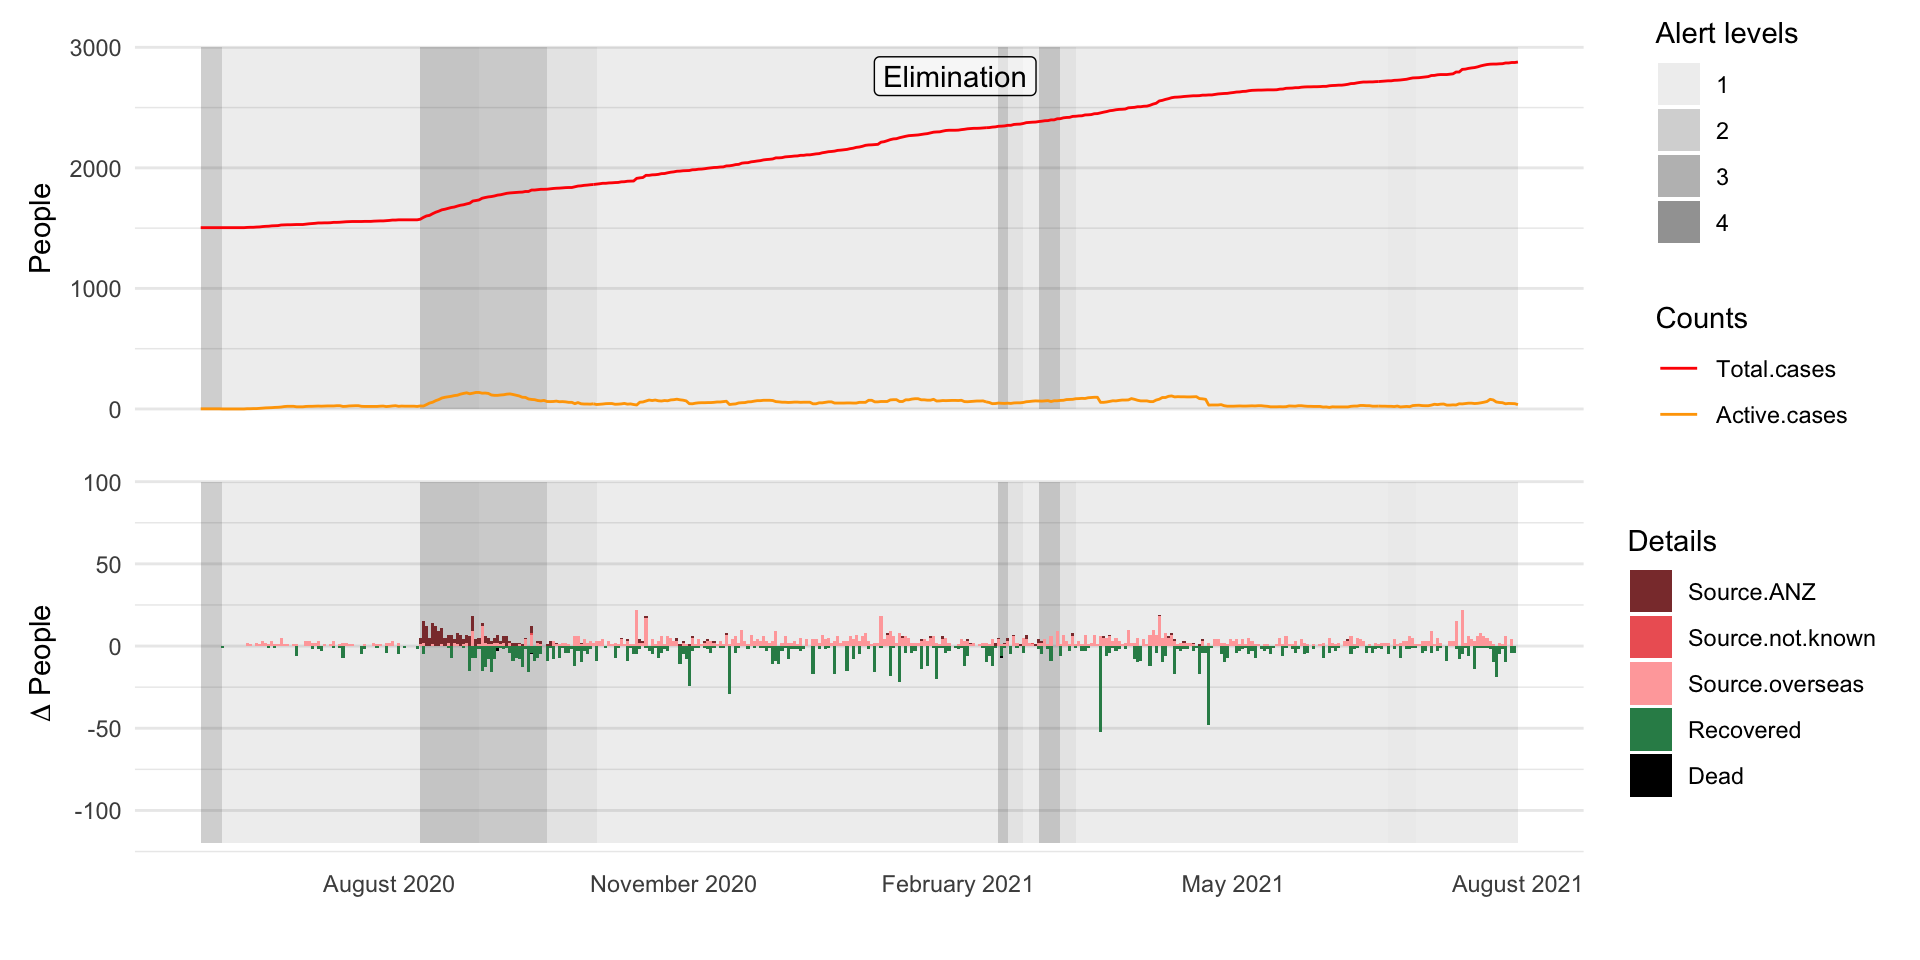 3000
2000
1000
0
People
Elimination
100
50
0
-50
-100
Δ People
August 2020
November 2020
February 2021
May 2021
August 2021
Alert levels
1
2
3
4
Counts
Total.cases
Active.cases
Details
Source.ANZ
Source.not.known
Source.overseas
Recovered
Dead